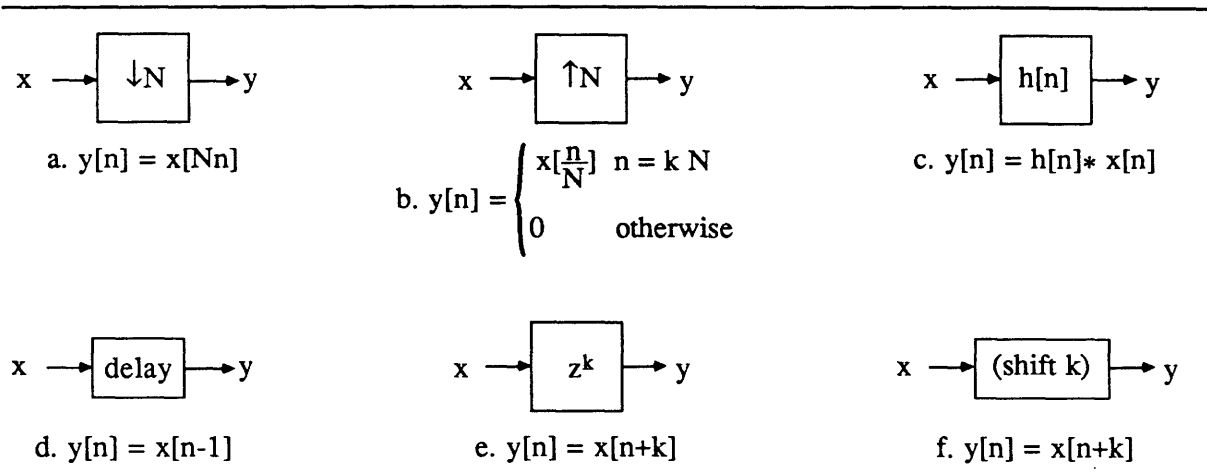 x ↓N y x ↑N y x h[n] y
a. y[n] = x[Nn]
b. y[n] = { x[n/N] n = k N
0 otherwise
c. y[n] = h[n]* x[n]
x delay y x z^k y x (shift k) y
d. y[n] = x[n-1] e. y[n] = x[n+k] f. y[n] = x[n+k]